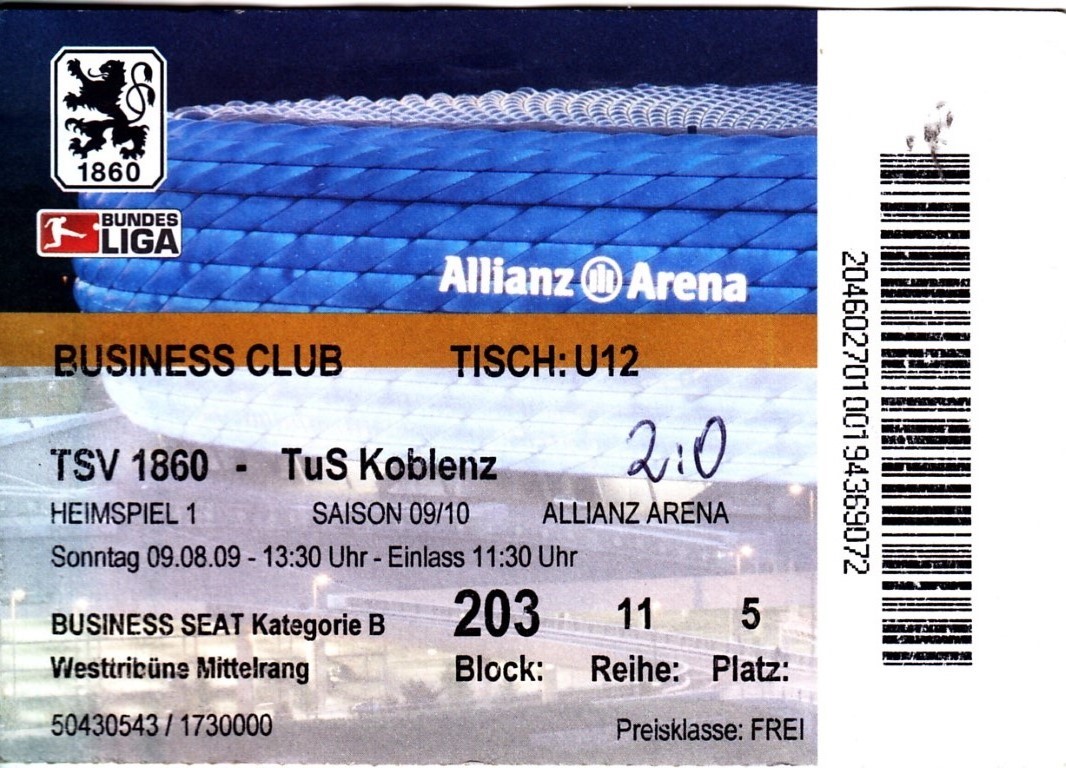 1860
BUNDES
LIGA
Allianz Arena
BUSINESS CLUB TISCH: U12
TSV 1860 - TuS Koblenz 2:0
HEIMSPIEL 1 SAISON 09/10 ALLIANZ ARENA
Sonntag 09.08.09 - 13:30 Uhr - Einlass 11:30 Uhr
BUSINESS SEAT Kategorie B 203 11 5
Westtribüne Mittelrang Block: Reihe: Platz:
50430543 / 1730000 Preisklasse: FREI
204602701001943690​72